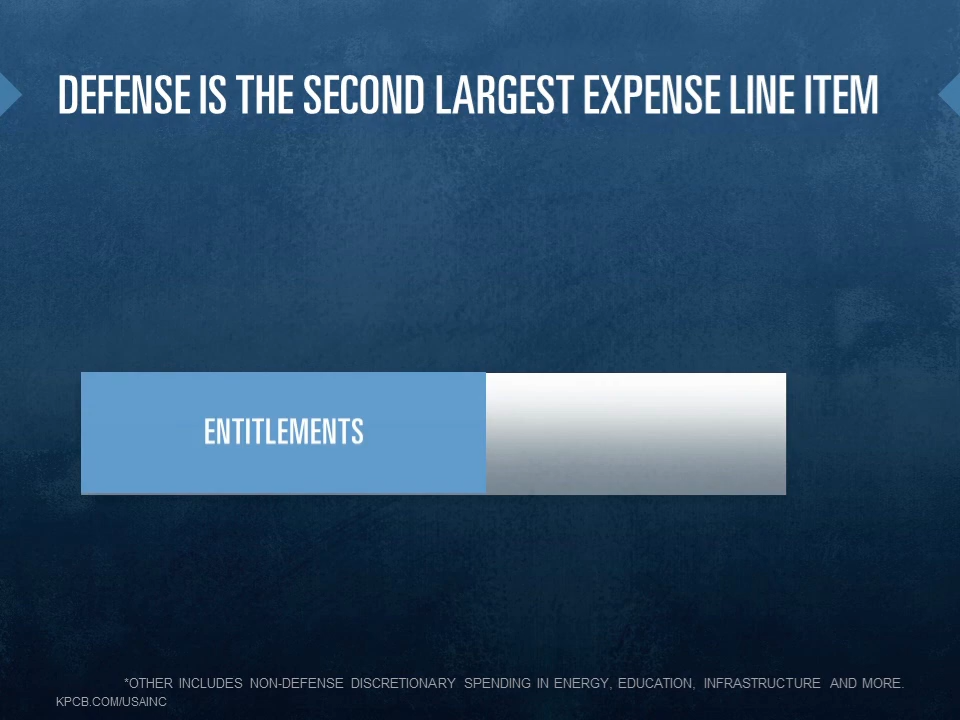 DEFENSE IS THE SECOND LARGEST EXPENSE LINE ITEM
ENTITLEMENTS
*OTHER INCLUDES NON-DEFENSE DISCRETIONARY SPENDING IN ENERGY, EDUCATION, INFRASTRUCTURE AND MORE.
KPCB.COM/USAINC